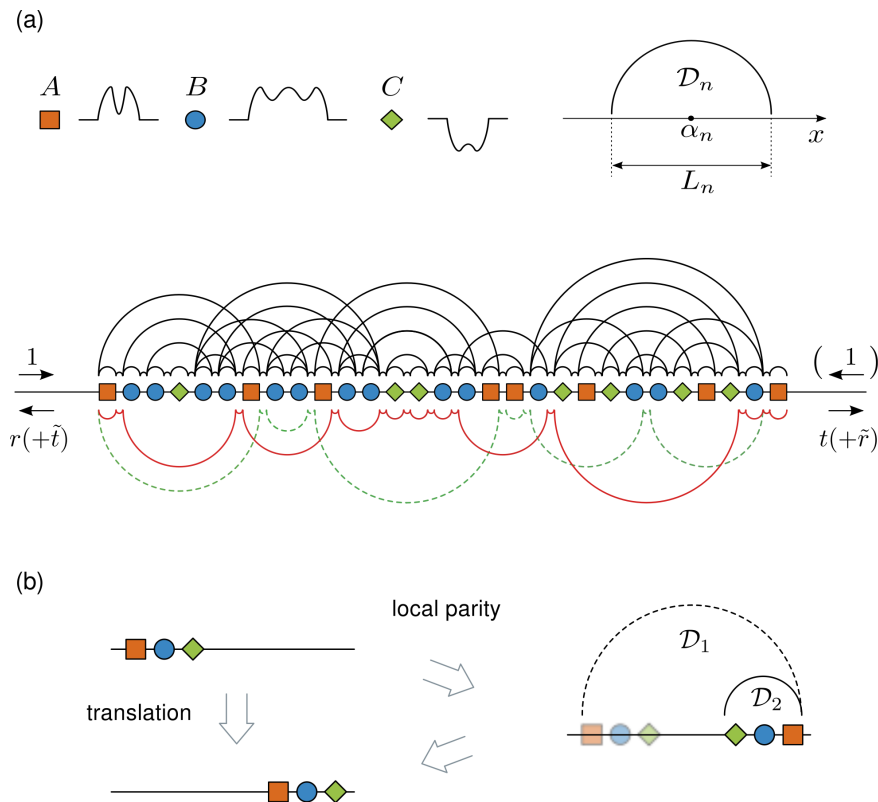 (a)
A B C
𝒟ₙ
αₙ x
Lₙ
1 ( 1 )
r(+t̃) t(+r̃)
(b)
local parity
𝒟₁
𝒟₂
translation